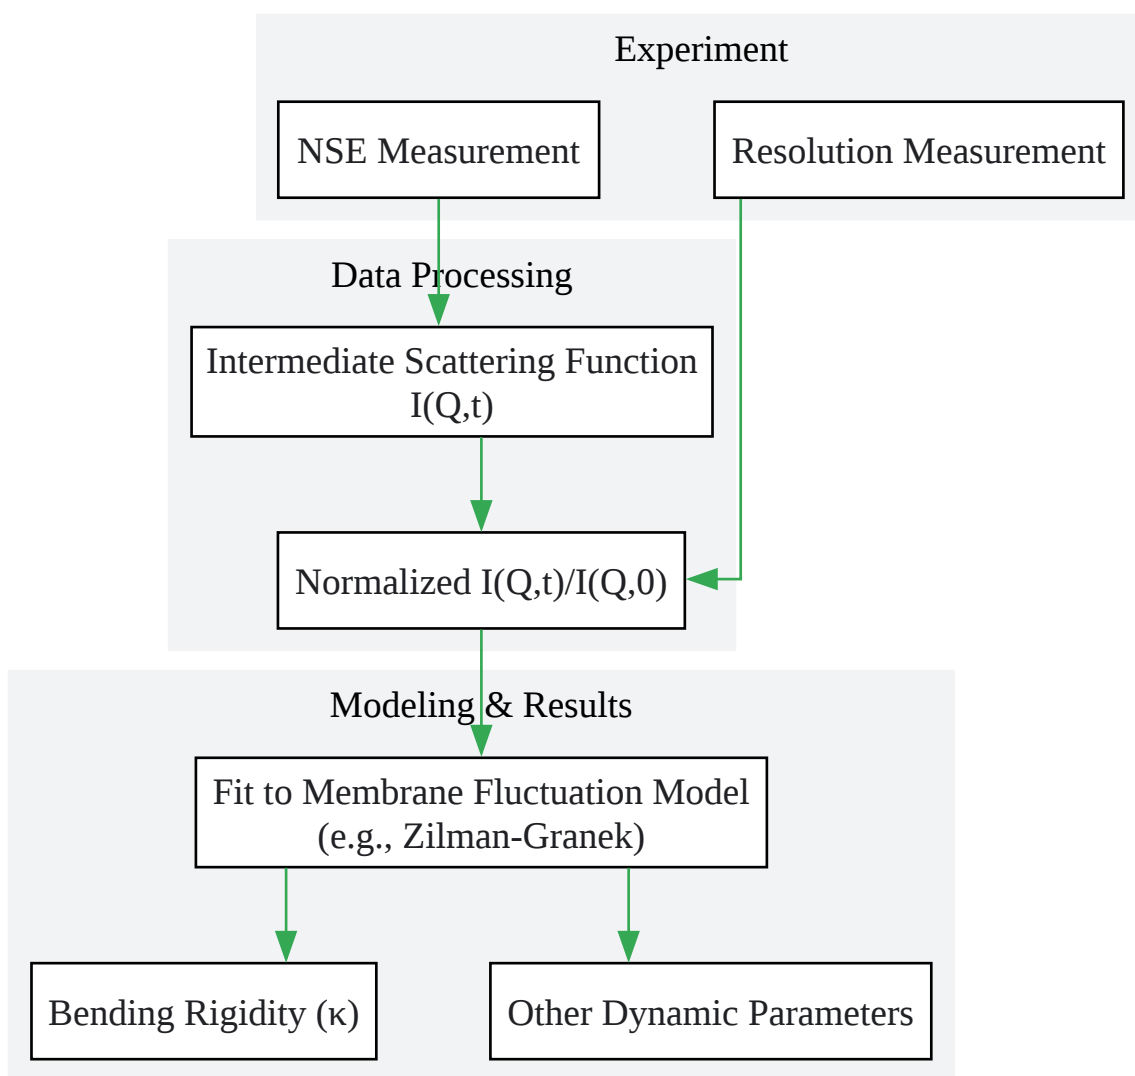 Experiment
NSE Measurement
Resolution Measurement
Data Processing
Intermediate Scattering Function
I(Q,t)
Normalized I(Q,t)/I(Q,0)
Modeling & Results
Fit to Membrane Fluctuation Model
(e.g., Zilman-Granek)
Bending Rigidity (κ)
Other Dynamic Parameters